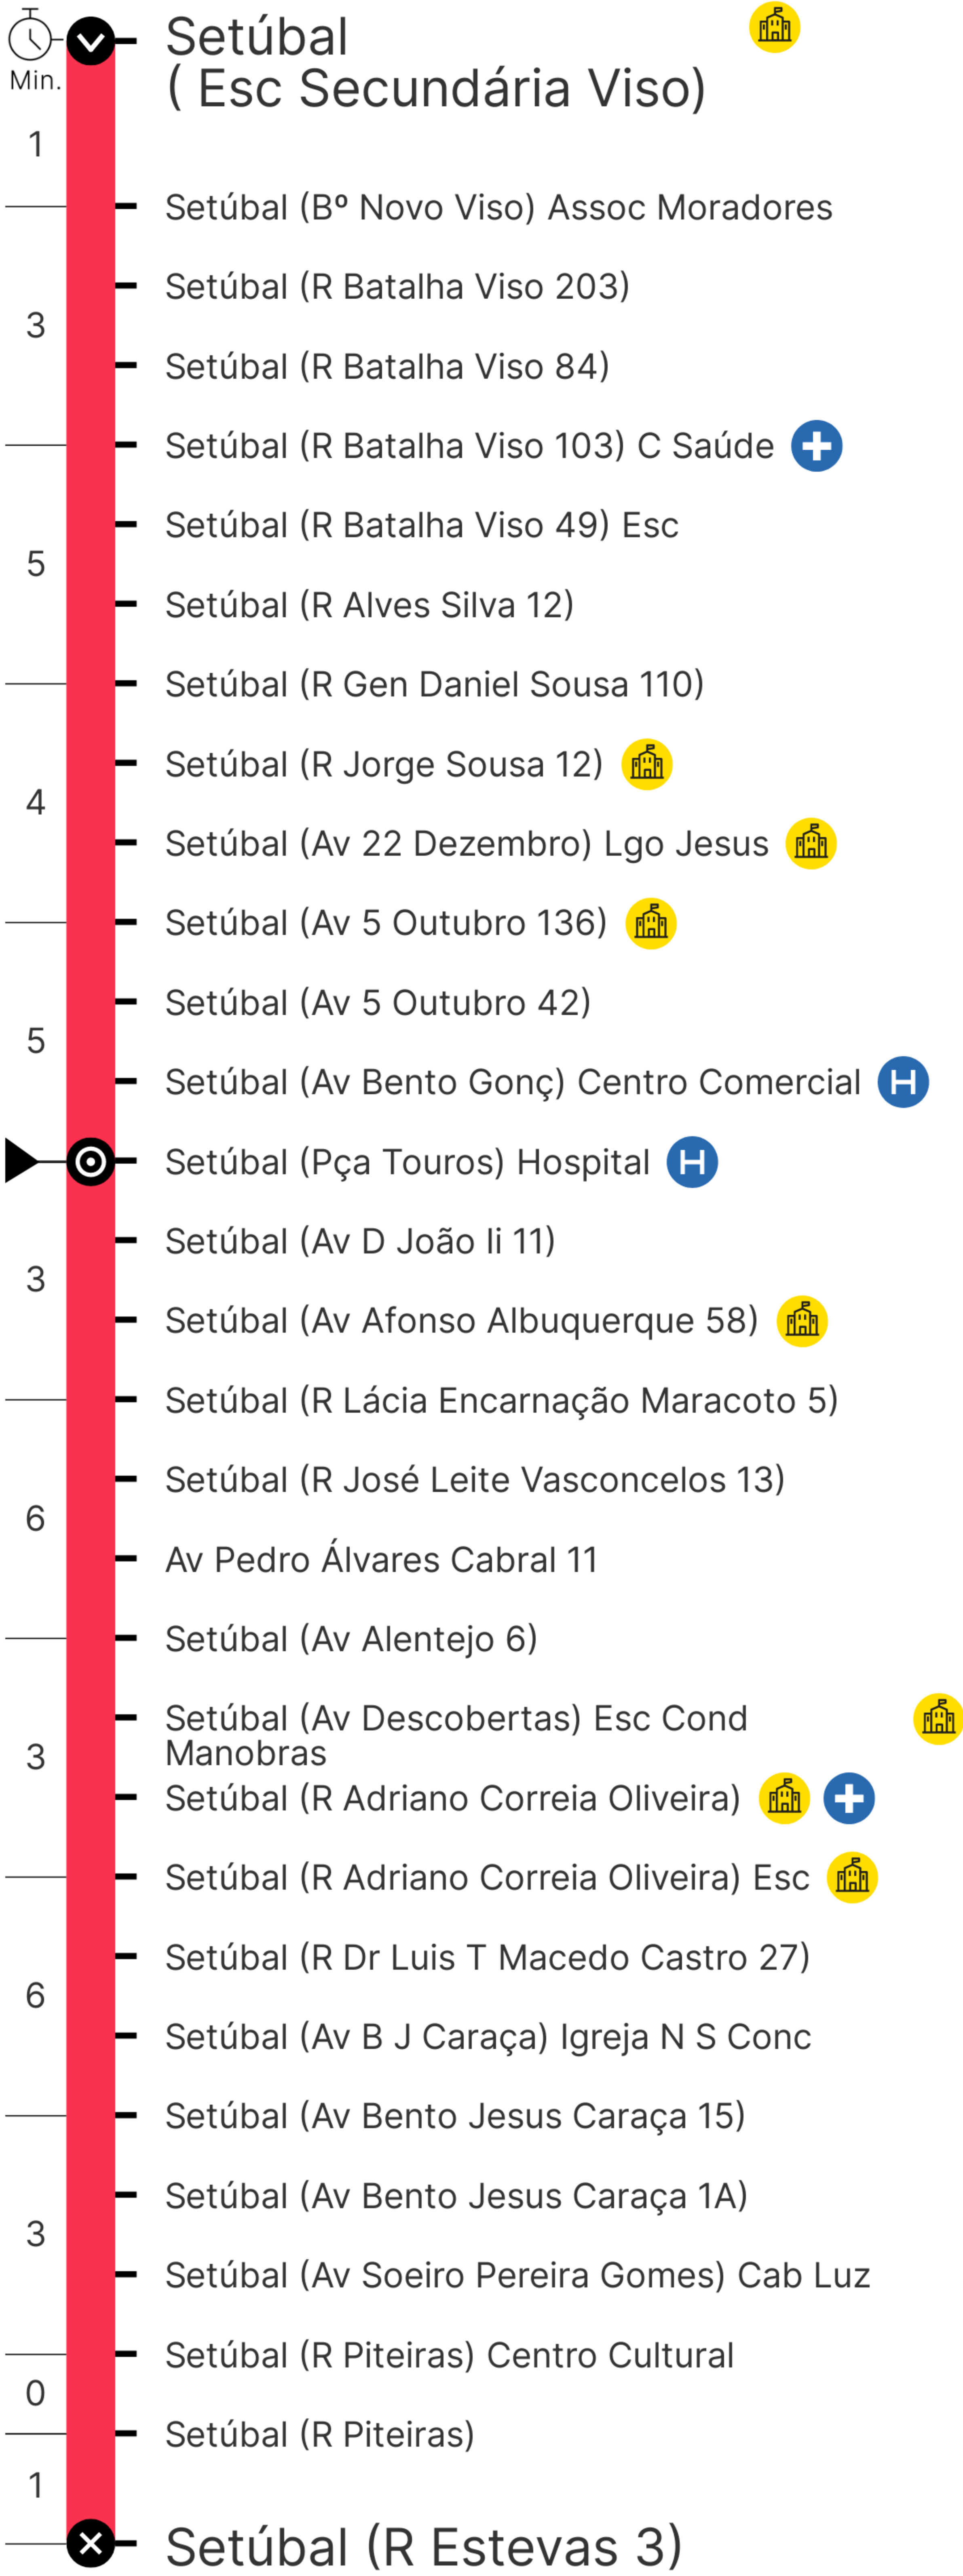 Setúbal
( Esc Secundária Viso)
Min.
1
Setúbal (Bº Novo Viso) Assoc Moradores
Setúbal (R Batalha Viso 203)
3
Setúbal (R Batalha Viso 84)
Setúbal (R Batalha Viso 103) C Saúde
Setúbal (R Batalha Viso 49) Esc
5
Setúbal (R Alves Silva 12)
Setúbal (R Gen Daniel Sousa 110)
Setúbal (R Jorge Sousa 12)
4
Setúbal (Av 22 Dezembro) Lgo Jesus
Setúbal (Av 5 Outubro 136)
Setúbal (Av 5 Outubro 42)
5
Setúbal (Av Bento Gonç) Centro Comercial H
Setúbal (Pça Touros) Hospital H
Setúbal (Av D João Ii 11)
3
Setúbal (Av Afonso Albuquerque 58)
Setúbal (R Lácia Encarnação Maracoto 5)
Setúbal (R José Leite Vasconcelos 13)
6
Av Pedro Álvares Cabral 11
Setúbal (Av Alentejo 6)
Setúbal (Av Descobertas) Esc Cond
Manobras
3
Setúbal (R Adriano Correia Oliveira)
Setúbal (R Adriano Correia Oliveira) Esc
Setúbal (R Dr Luis T Macedo Castro 27)
6
Setúbal (Av B J Caraça) Igreja N S Conc
Setúbal (Av Bento Jesus Caraça 15)
Setúbal (Av Bento Jesus Caraça 1A)
3
Setúbal (Av Soeiro Pereira Gomes) Cab Luz
Setúbal (R Piteiras) Centro Cultural
0
Setúbal (R Piteiras)
1
Setúbal (R Estevas 3)